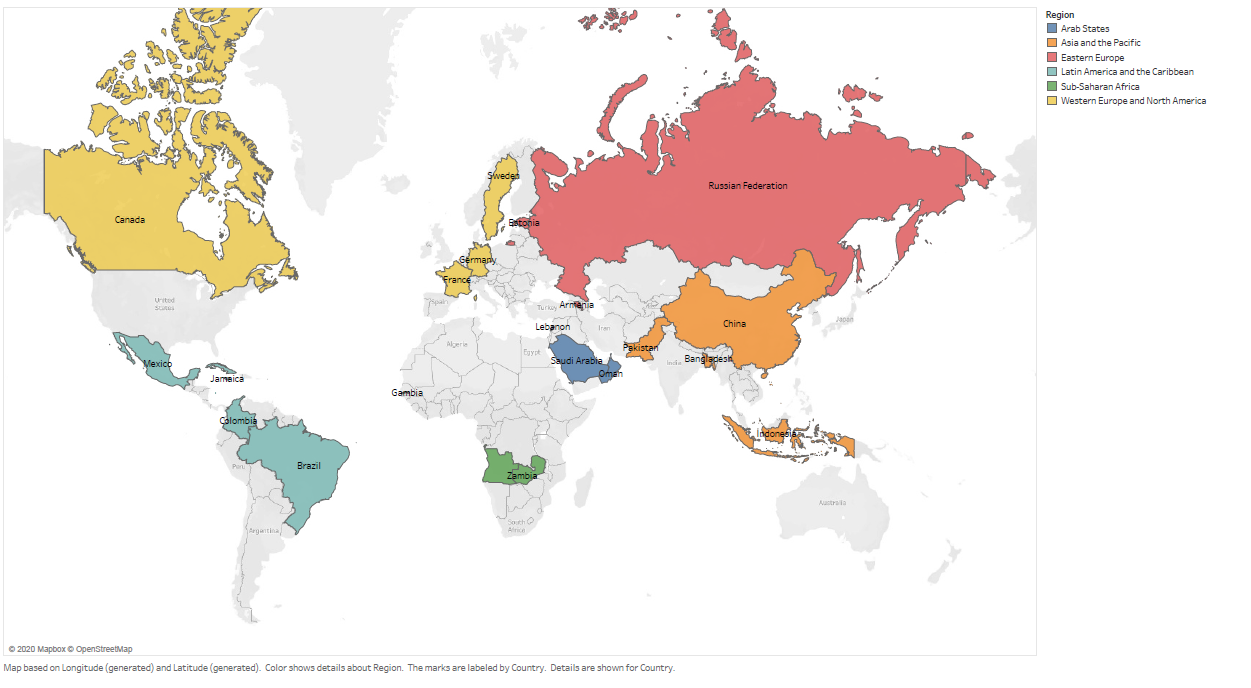 Region
Arab States
Asia and the Pacific
Eastern Europe
Latin America and the Caribbean
Sub-Saharan Africa
Western Europe and North America
Sweden
Russian Federation
Canada
Estonia
Germany
France
United
States
Spain
Turkey
Armenia
Lebanon
Iran
China
Japan
Algeria
Egypt
Pakistan
Saudi Arabia
Bangladesh
India
Oman
Mexico
Jamaica
Gambia
Colombia
Indonesia
Peru
Brazil
Zambia
Australia
South
Africa
Argentina
© 2020 Mapbox © OpenStreetMap
Map based on Longitude (generated) and Latitude (generated). Color shows details about Region. The marks are labeled by Country. Details are shown for Country.